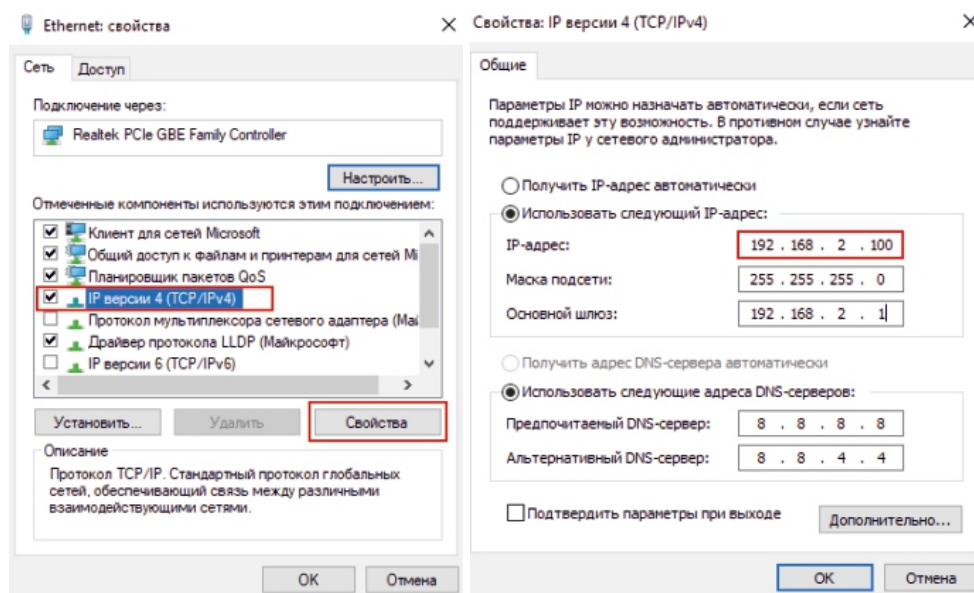 Ethernet: свойства
Сеть
Доступ
Подключение через:
Realtek PCIe GBE Family Controller
Настроить...
Отмеченные компоненты используются этим подключением:
Клиент для сетей Microsoft
Общий доступ к файлам и принтерам для сетей Mi
Планировщик пакетов QoS
IP версии 4 (TCP/IPv4)
Протокол мультиплексора сетевого адаптера (Май
Драйвер протокола LLDP (Майкрософт)
IP версии 6 (TCP/IPv6)
Установить...
Удалить
Свойства
Описание
Протокол TCP/IP. Стандартный протокол глобальных
сетей, обеспечивающий связь между различными
взаимодействующими сетями.
OK
Отмена
Свойства: IP версии 4 (TCP/IPv4)
Общие
Параметры IP можно назначать автоматически, если сеть
поддерживает эту возможность. В противном случае узнайте
параметры IP у сетевого администратора.
Получить IP-адрес автоматически
Использовать следующий IP-адрес:
IP-адрес: 192 . 168 . 2 . 100
Маска подсети: 255 . 255 . 255 . 0
Основной шлюз: 192 . 168 . 2 . 1
Получить адрес DNS-сервера автоматически
Использовать следующие адреса DNS-серверов:
Предпочитаемый DNS-сервер: 8 . 8 . 8 . 8
Альтернативный DNS-сервер: 8 . 8 . 4 . 4
Подтвердить параметры при выходе
Дополнительно...
OK
Отмена